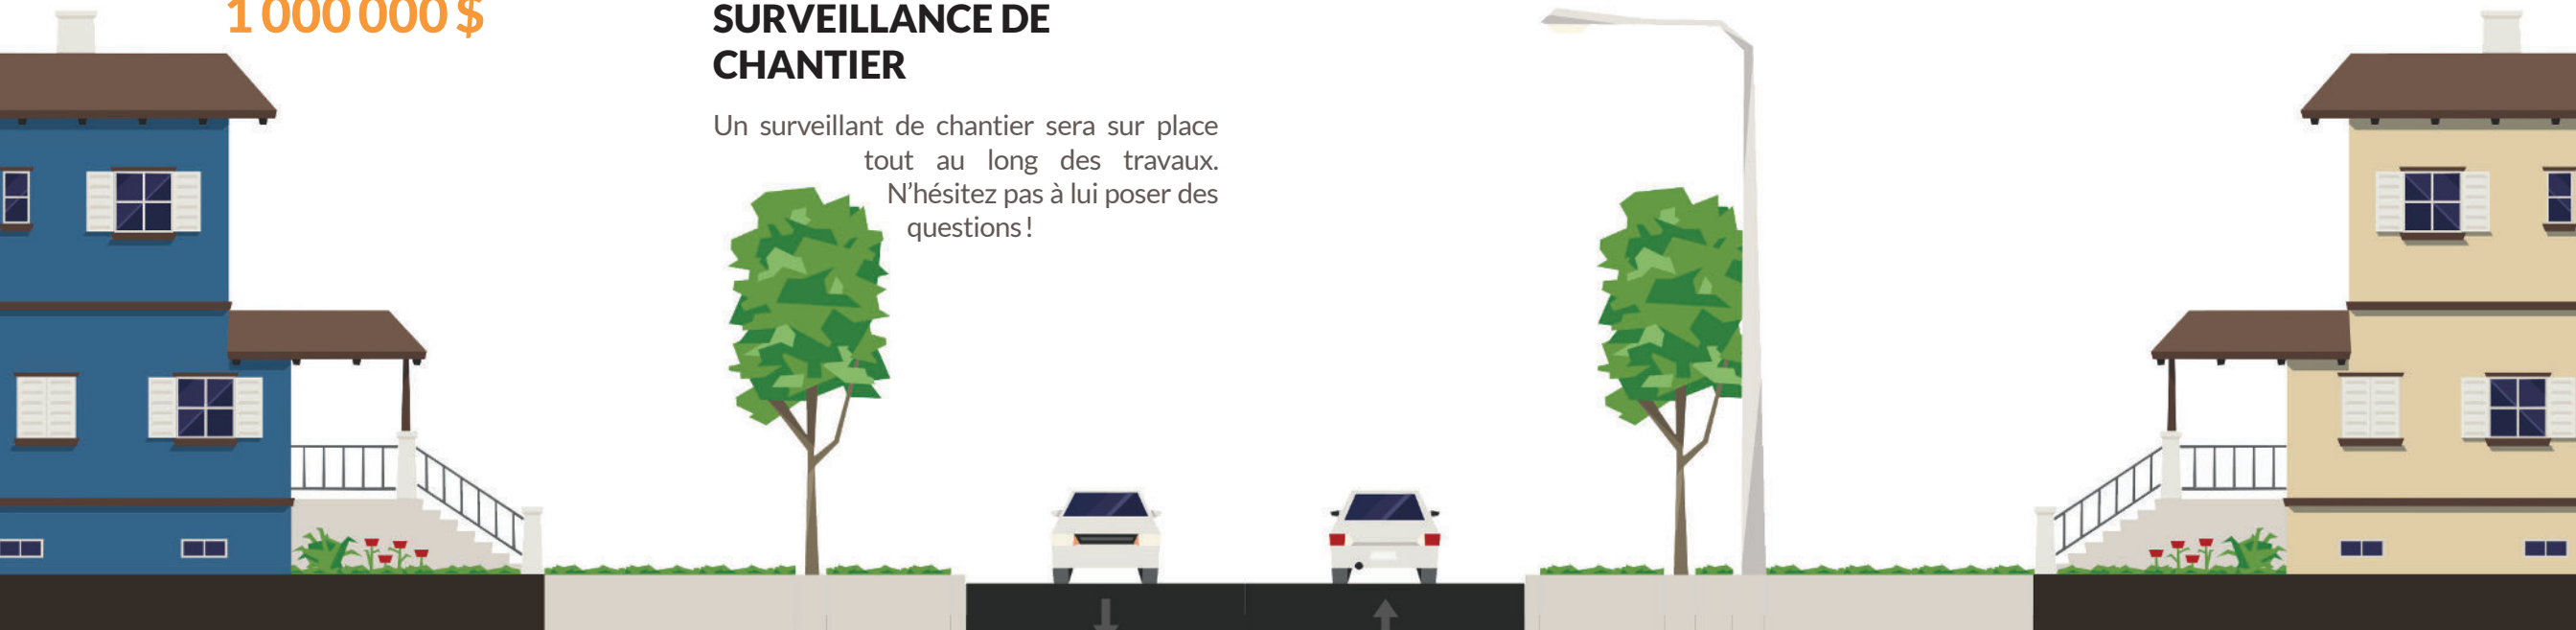 1 000 000 $
SURVEILLANCE DE
CHANTIER
Un surveillant de chantier sera sur place
tout au long des travaux.
N’hésitez pas à lui poser des
questions !